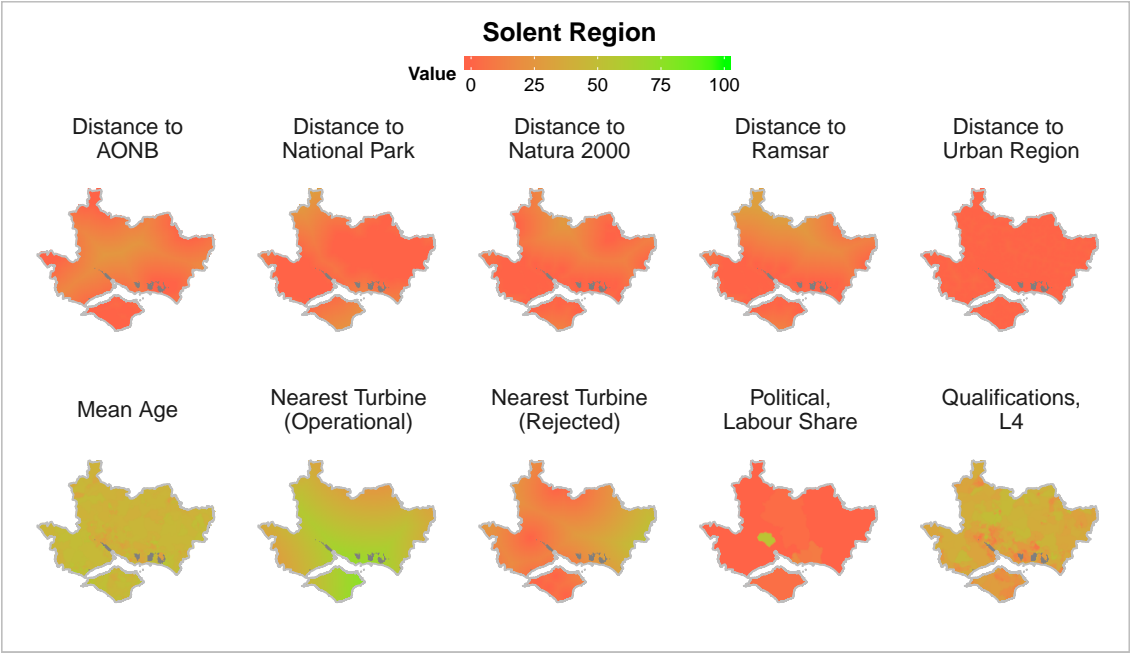 Solent Region
Value
0 25 50 75 100
Distance to
AONB
Distance to
National Park
Distance to
Natura 2000
Distance to
Ramsar
Distance to
Urban Region
Mean Age
Nearest Turbine
(Operational)
Nearest Turbine
(Rejected)
Political,
Labour Share
Qualifications,
L4